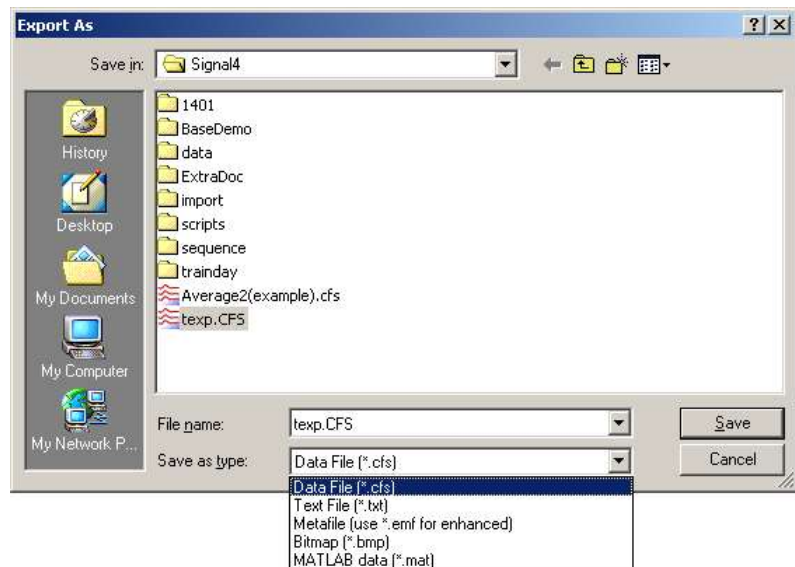 Export As
Save in:
Signal4
History
Desktop
My Documents
My Computer
My Network P...
1401
BaseDemo
data
ExtraDoc
import
scripts
sequence
trainday
Average2(example).cfs
texp.CFS
File name:
texp.CFS
Save
Save as type:
Data File (*.cfs)
Cancel
Data File (*.cfs)
Text File (*.txt)
Metafile (use *.emf for enhanced)
Bitmap (*.bmp)
MATLAB data (*.mat)